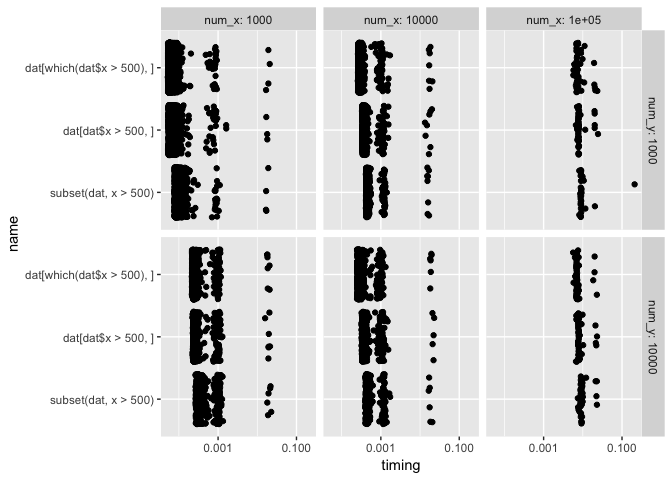 num_x: 1000
num_x: 10000
num_x: 1e+05
dat[which(dat$x > 500), ]
dat[dat$x > 500, ]
subset(dat, x > 500)
num_y: 1000
name
dat[which(dat$x > 500), ]
dat[dat$x > 500, ]
subset(dat, x > 500)
num_y: 10000
0.001
0.100
0.001
0.100
0.001
0.100
timing